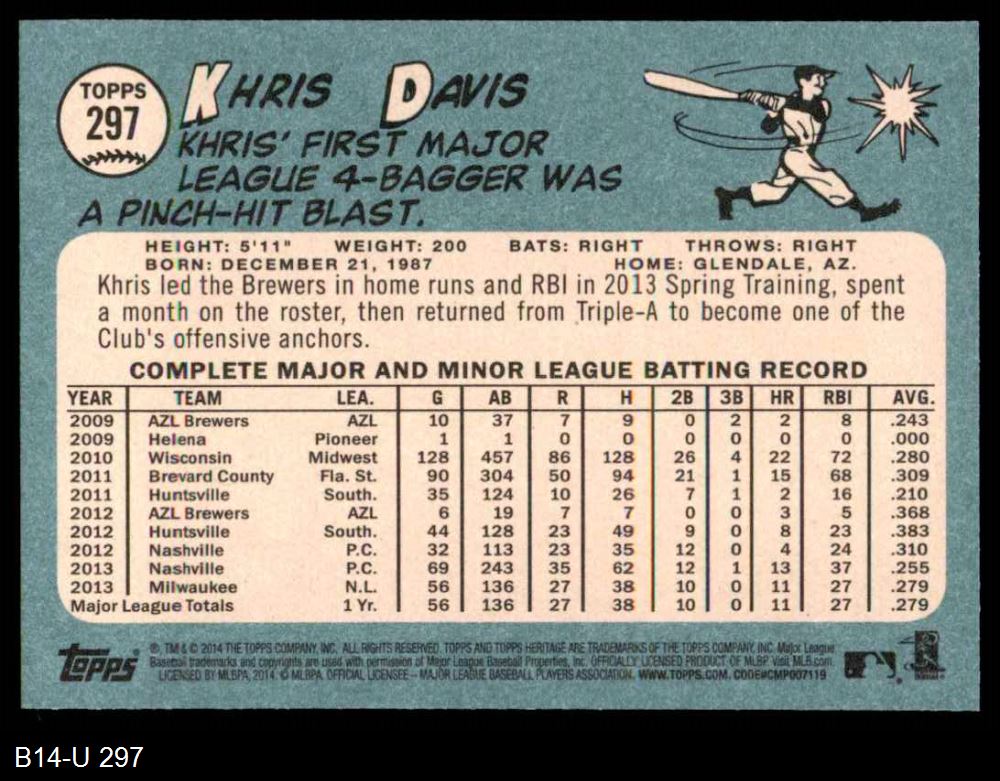 TOPPS
297
KHRIS DAVIS
KHRIS' FIRST MAJOR
LEAGUE 4-BAGGER WAS
A PINCH-HIT BLAST.
HEIGHT: 5'11" WEIGHT: 200 BATS: RIGHT THROWS: RIGHT
BORN: DECEMBER 21, 1987 HOME: GLENDALE, AZ.
Khris led the Brewers in home runs and RBI in 2013 Spring Training, spent
a month on the roster, then returned from Triple-A to become one of the
Club's offensive anchors.
COMPLETE MAJOR AND MINOR LEAGUE BATTING RECORD
YEAR TEAM LEA. G AB R H 2B 3B HR RBI AVG.
2009 AZL Brewers AZL 10 37 7 9 0 2 2 8 .243
2009 Helena Pioneer 1 1 0 0 0 0 0 0 .000
2010 Wisconsin Midwest 128 457 86 128 26 4 22 72 .280
2011 Brevard County Fla. St. 90 304 50 94 21 1 15 68 .309
2011 Huntsville South. 35 124 10 26 7 1 2 16 .210
2012 AZL Brewers AZL 6 19 7 7 0 0 3 5 .368
2012 Huntsville South. 44 128 23 49 9 0 8 23 .383
2012 Nashville P.C. 32 113 23 35 12 0 4 24 .310
2013 Nashville P.C. 69 243 35 62 12 1 13 37 .255
2013 Milwaukee N.L. 56 136 27 38 10 0 11 27 .279
Major League Totals 1 Yr. 56 136 27 38 10 0 11 27 .279
Topps
®, TM & © 2014 THE TOPPS COMPANY, INC. ALL RIGHTS RESERVED. TOPPS AND TOPPS HERITAGE ARE TRADEMARKS OF THE TOPPS COMPANY, INC. Major League
Baseball trademarks and copyrights are used with permission of Major League Baseball Properties, Inc. OFFICIALLY LICENSED PRODUCT OF MLBP. Visit MLB.com
LICENSED BY MLBPA, 2014. © MLBPA. OFFICIAL LICENSEE – MAJOR LEAGUE BASEBALL PLAYERS ASSOCIATION. WWW.TOPPS.COM. CODE#CMP007119
B14-U 297